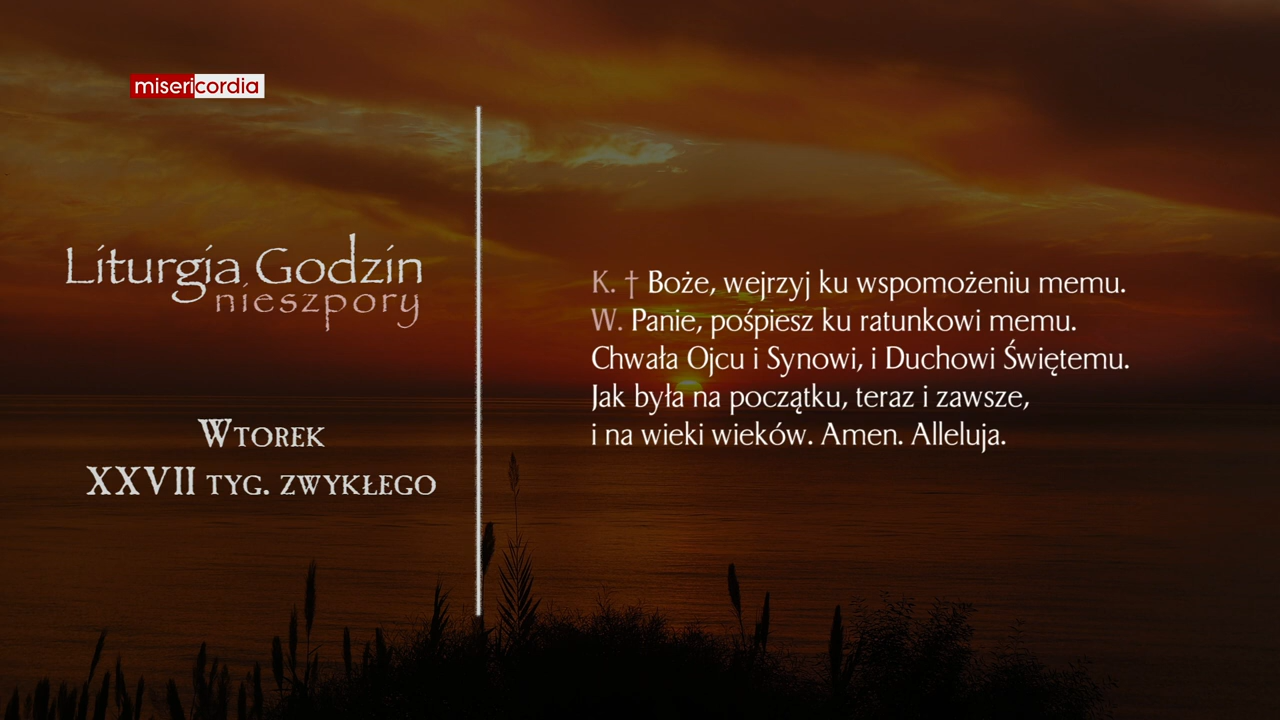 misericordia
Liturgia Godzin
nieszpory
Wtorek
XXVII tyg. zwykłego
K. † Boże, wejrzyj ku wspomożeniu memu.
W. Panie, pośpiesz ku ratunkowi memu.
Chwała Ojcu i Synowi, i Duchowi Świętemu.
Jak była na początku, teraz i zawsze,
i na wieki wieków. Amen. Alleluja.